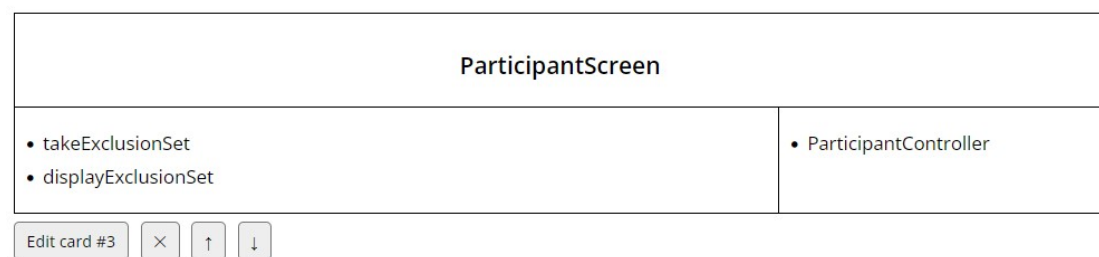 ParticipantScreen
• takeExclusionSet
• displayExclusionSet
• ParticipantController
Edit card #3 × ↑ ↓